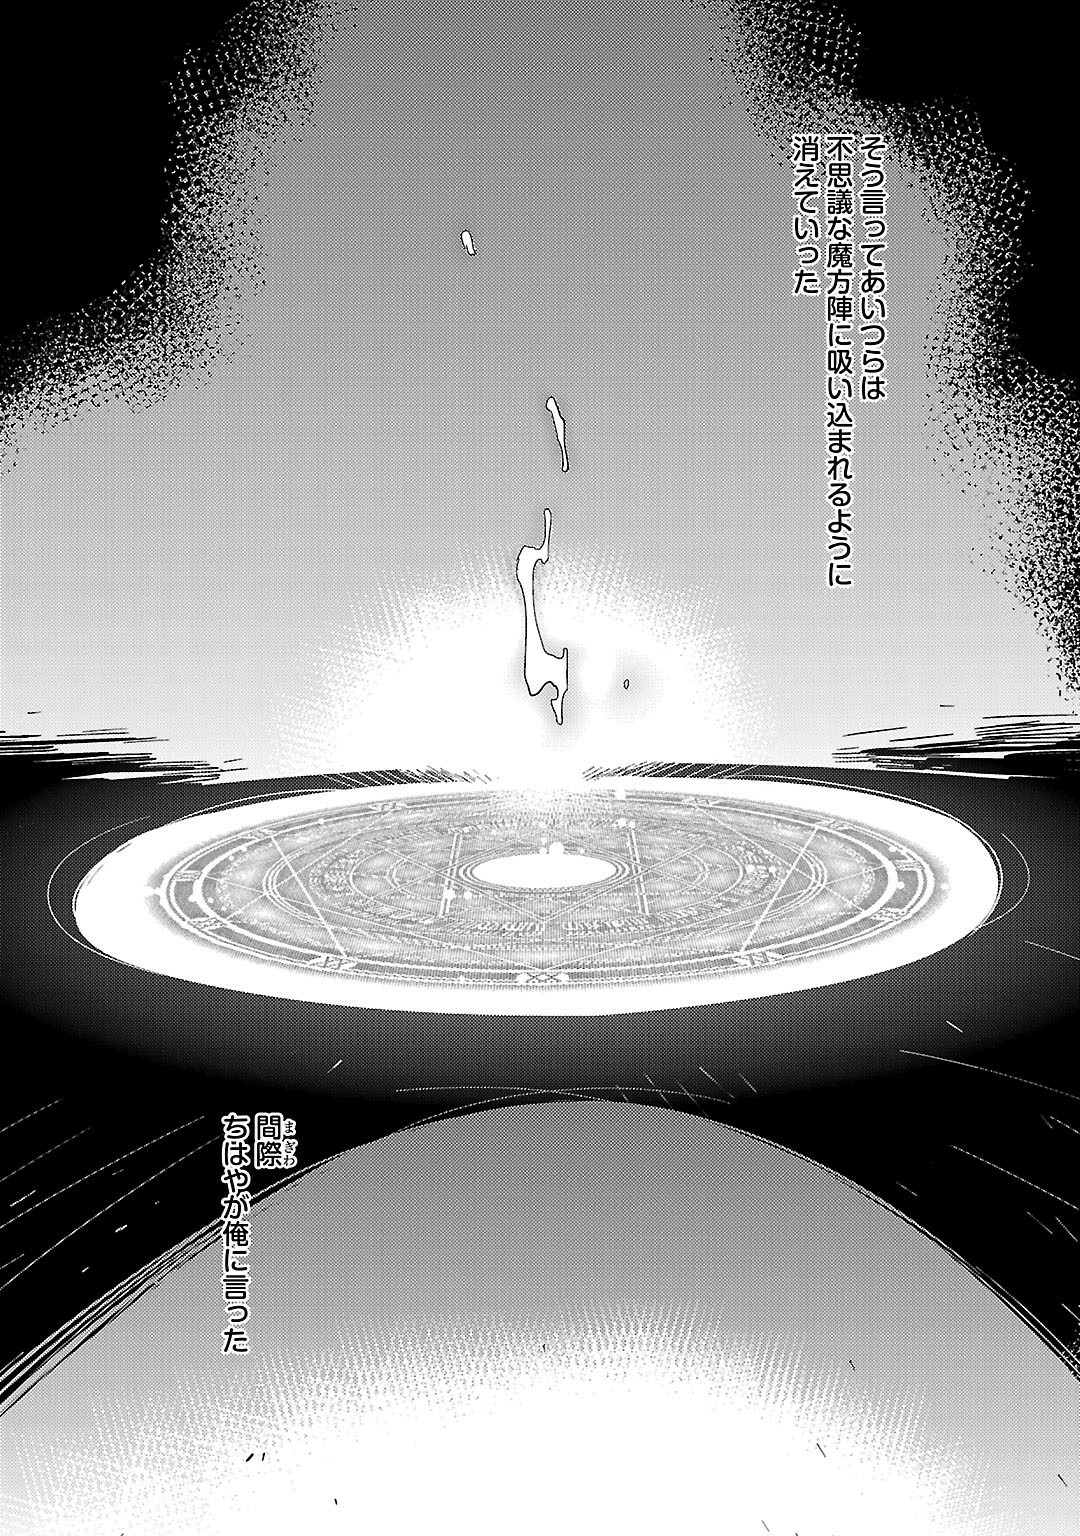 そう言ってあいつらは
不思議な魔方陣に吸い込まれるように
消えていった
間際
まぎわ
ちはやが俺に言った